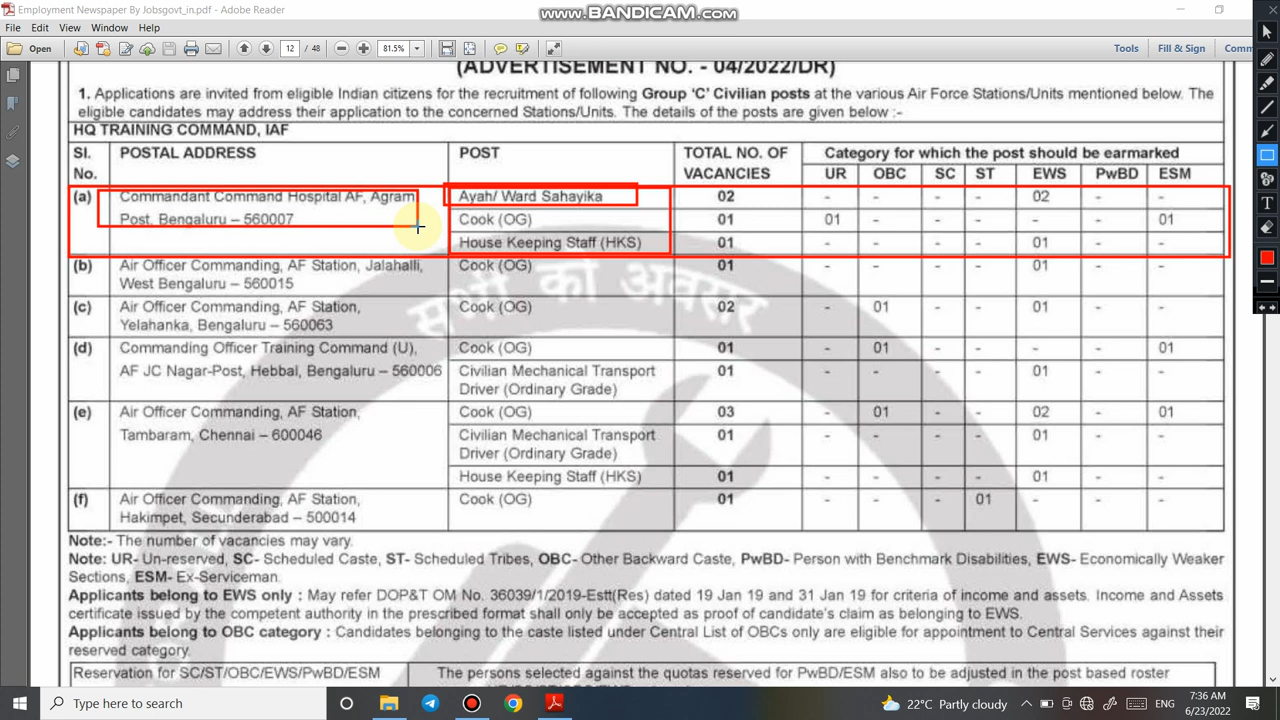 Employment Newspaper By Jobsgovt_in.pdf - Adobe Reader
www.BANDICAM.com
File Edit View Window Help
Open 12 / 48 81.5% Tools Fill & Sign Comm
(ADVERTISEMENT NO. - 04/2022/DR)
1. Applications are invited from eligible Indian citizens for the recruitment of following Group 'C' Civilian posts at the various Air Force Stations/Units mentioned below. The
eligible candidates may address their application to the concerned Stations/Units. The details of the posts are given below :-
HQ TRAINING COMMAND, IAF
Sl. No. POSTAL ADDRESS POST TOTAL NO. OF VACANCIES Category for which the post should be earmarked
UR OBC SC ST EWS PwBD ESM
(a) Commandant Command Hospital AF, Agram Ayah/ Ward Sahayika 02 - - - - 02 - -
Post, Bengaluru – 560007 Cook (OG) 01 01 - - - - - 01
House Keeping Staff (HKS) 01 - - - - 01 - -
(b) Air Officer Commanding, AF Station, Jalahalli, Cook (OG) 01 - - - - 01 - -
West Bengaluru – 560015
(c) Air Officer Commanding, AF Station, Cook (OG) 02 - 01 - - 01 - -
Yelahanka, Bengaluru – 560063
(d) Commanding Officer Training Command (U), Cook (OG) 01 - 01 - - - - 01
AF JC Nagar-Post, Hebbal, Bengaluru – 560006 Civilian Mechanical Transport 01 - - - - 01 - -
Driver (Ordinary Grade)
(e) Air Officer Commanding, AF Station, Cook (OG) 03 - 01 - - 02 - 01
Tambaram, Chennai – 600046 Civilian Mechanical Transport 01 - - - - 01 - -
Driver (Ordinary Grade)
House Keeping Staff (HKS) 01 - - - - 01 - -
(f) Air Officer Commanding, AF Station, Cook (OG) 01 - - - 01 - - -
Hakimpet, Secunderabad – 500014
सभी को अवसर
Note:- The number of vacancies may vary.
Note: UR- Un-reserved, SC- Scheduled Caste, ST- Scheduled Tribes, OBC- Other Backward Caste, PwBD- Person with Benchmark Disabilities, EWS- Economically Weaker
Sections, ESM- Ex-Serviceman.
Applicants belong to EWS only : May refer DOP&T OM No. 36039/1/2019-Estt(Res) dated 19 Jan 19 and 31 Jan 19 for criteria of income and assets. Income and Assets
certificate issued by the competent authority in the prescribed format shall only be accepted as proof of candidate's claim as belonging to EWS.
Applicants belong to OBC category : Candidates belonging to the caste listed under Central List of OBCs only are eligible for appointment to Central Services against their
reserved category.
Reservation for SC/ST/OBC/EWS/PwBD/ESM The persons selected against the quotas reserved for PwBD/ESM also to be adjusted in the post based roster
Type here to search 22°C Partly cloudy ENG 7:36 AM
6/23/2022